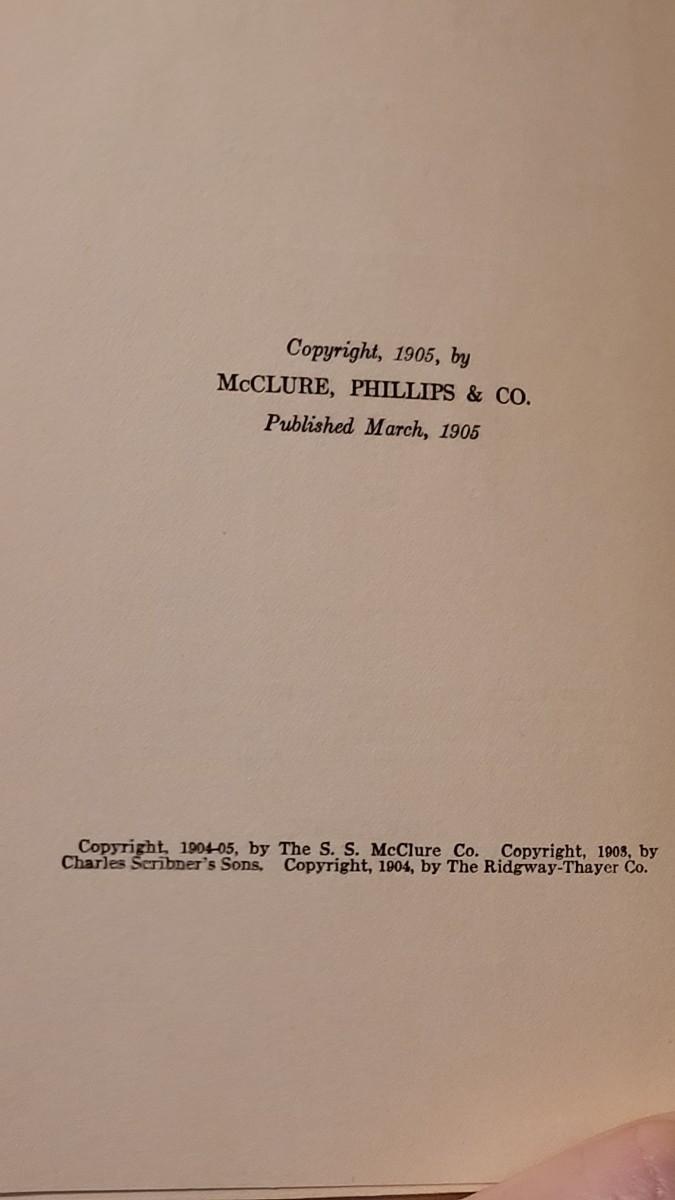 Copyright, 1905, by
McCLURE, PHILLIPS & CO.
Published March, 1905
Copyright, 1904-05, by The S. S. McClure Co. Copyright, 1903, by
Charles Scribner's Sons. Copyright, 1904, by The Ridgway-Thayer Co.